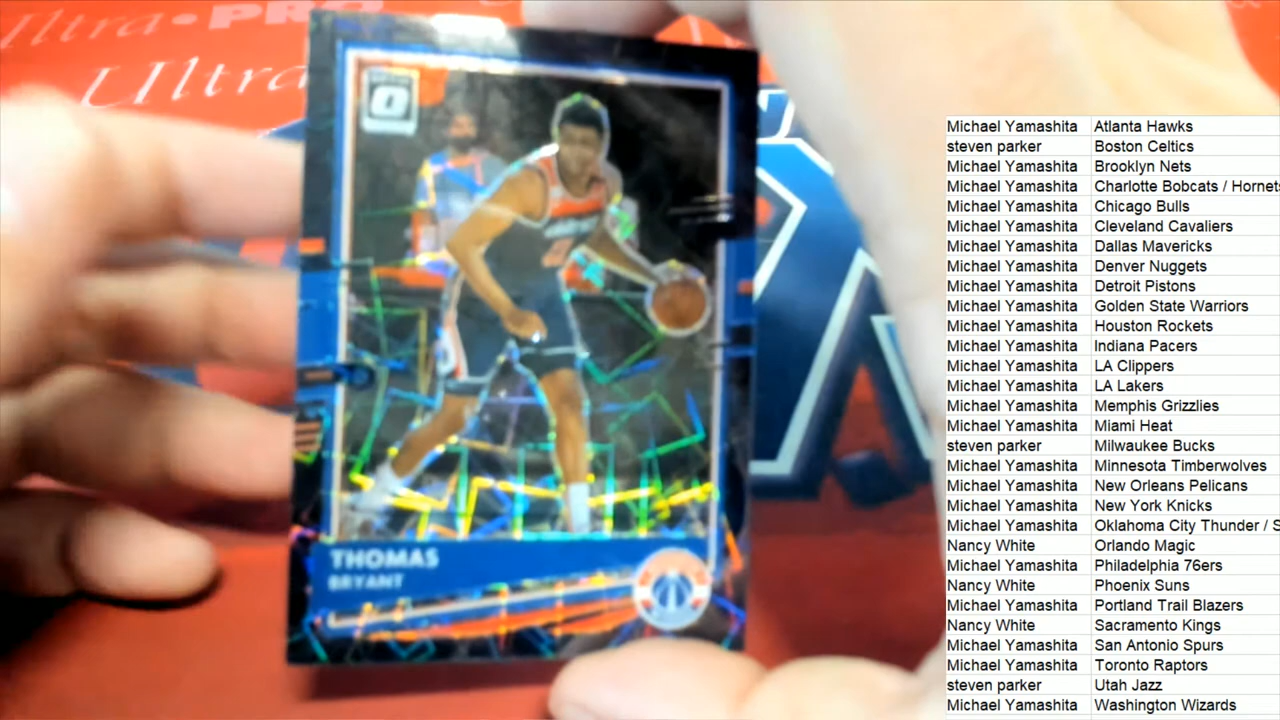 Ultra•PRO
Ultra
THOMAS
BRYANT
Michael Yamashita Atlanta Hawks
steven parker Boston Celtics
Michael Yamashita Brooklyn Nets
Michael Yamashita Charlotte Bobcats / Hornets
Michael Yamashita Chicago Bulls
Michael Yamashita Cleveland Cavaliers
Michael Yamashita Dallas Mavericks
Michael Yamashita Denver Nuggets
Michael Yamashita Detroit Pistons
Michael Yamashita Golden State Warriors
Michael Yamashita Houston Rockets
Michael Yamashita Indiana Pacers
Michael Yamashita LA Clippers
Michael Yamashita LA Lakers
Michael Yamashita Memphis Grizzlies
Michael Yamashita Miami Heat
steven parker Milwaukee Bucks
Michael Yamashita Minnesota Timberwolves
Michael Yamashita New Orleans Pelicans
Michael Yamashita New York Knicks
Michael Yamashita Oklahoma City Thunder / S
Nancy White Orlando Magic
Michael Yamashita Philadelphia 76ers
Nancy White Phoenix Suns
Michael Yamashita Portland Trail Blazers
Nancy White Sacramento Kings
Michael Yamashita San Antonio Spurs
Michael Yamashita Toronto Raptors
steven parker Utah Jazz
Michael Yamashita Washington Wizards